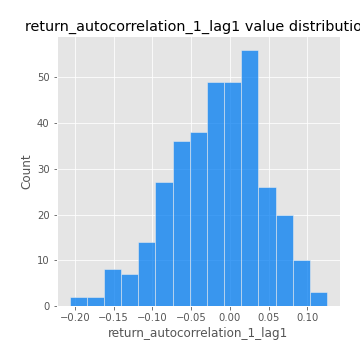 return_autocorrelation_1_lag1 value distributio
50
40
30
20
10
0
Count
−0.20 −0.15 −0.10 −0.05 0.00 0.05 0.10
return_autocorrelation_1_lag1